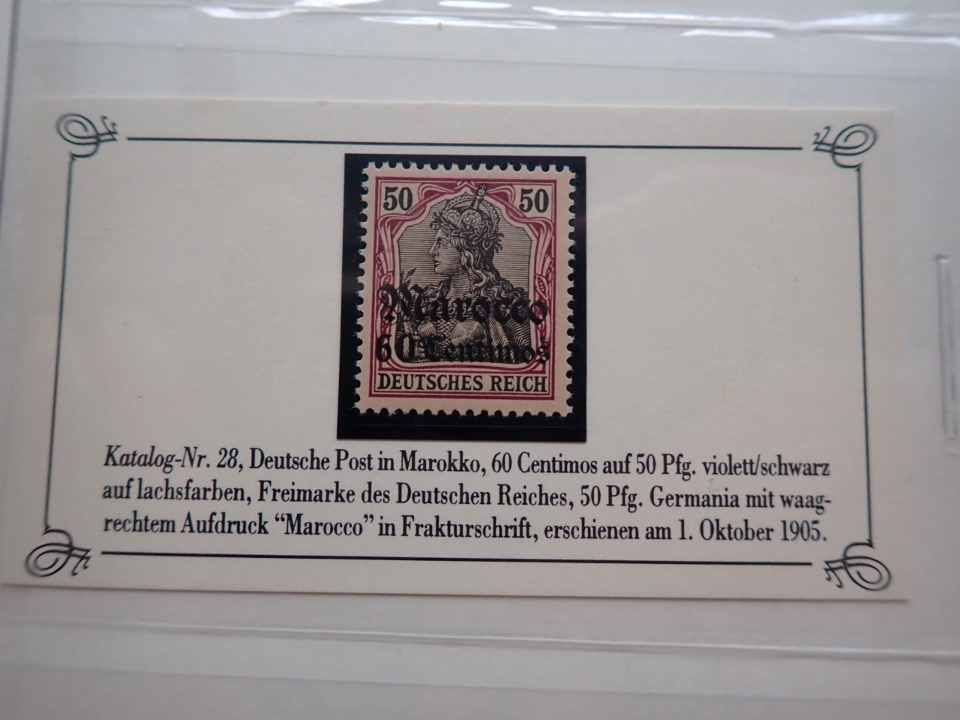 50 50
Marocco
60 Centimos
DEUTSCHES REICH
Katalog-Nr. 28, Deutsche Post in Marokko, 60 Centimos auf 50 Pfg. violett/schwarz
auf lachsfarben, Freimarke des Deutschen Reiches, 50 Pfg. Germania mit waag-
rechtem Aufdruck “Marocco” in Frakturschrift, erschienen am 1. Oktober 1905.